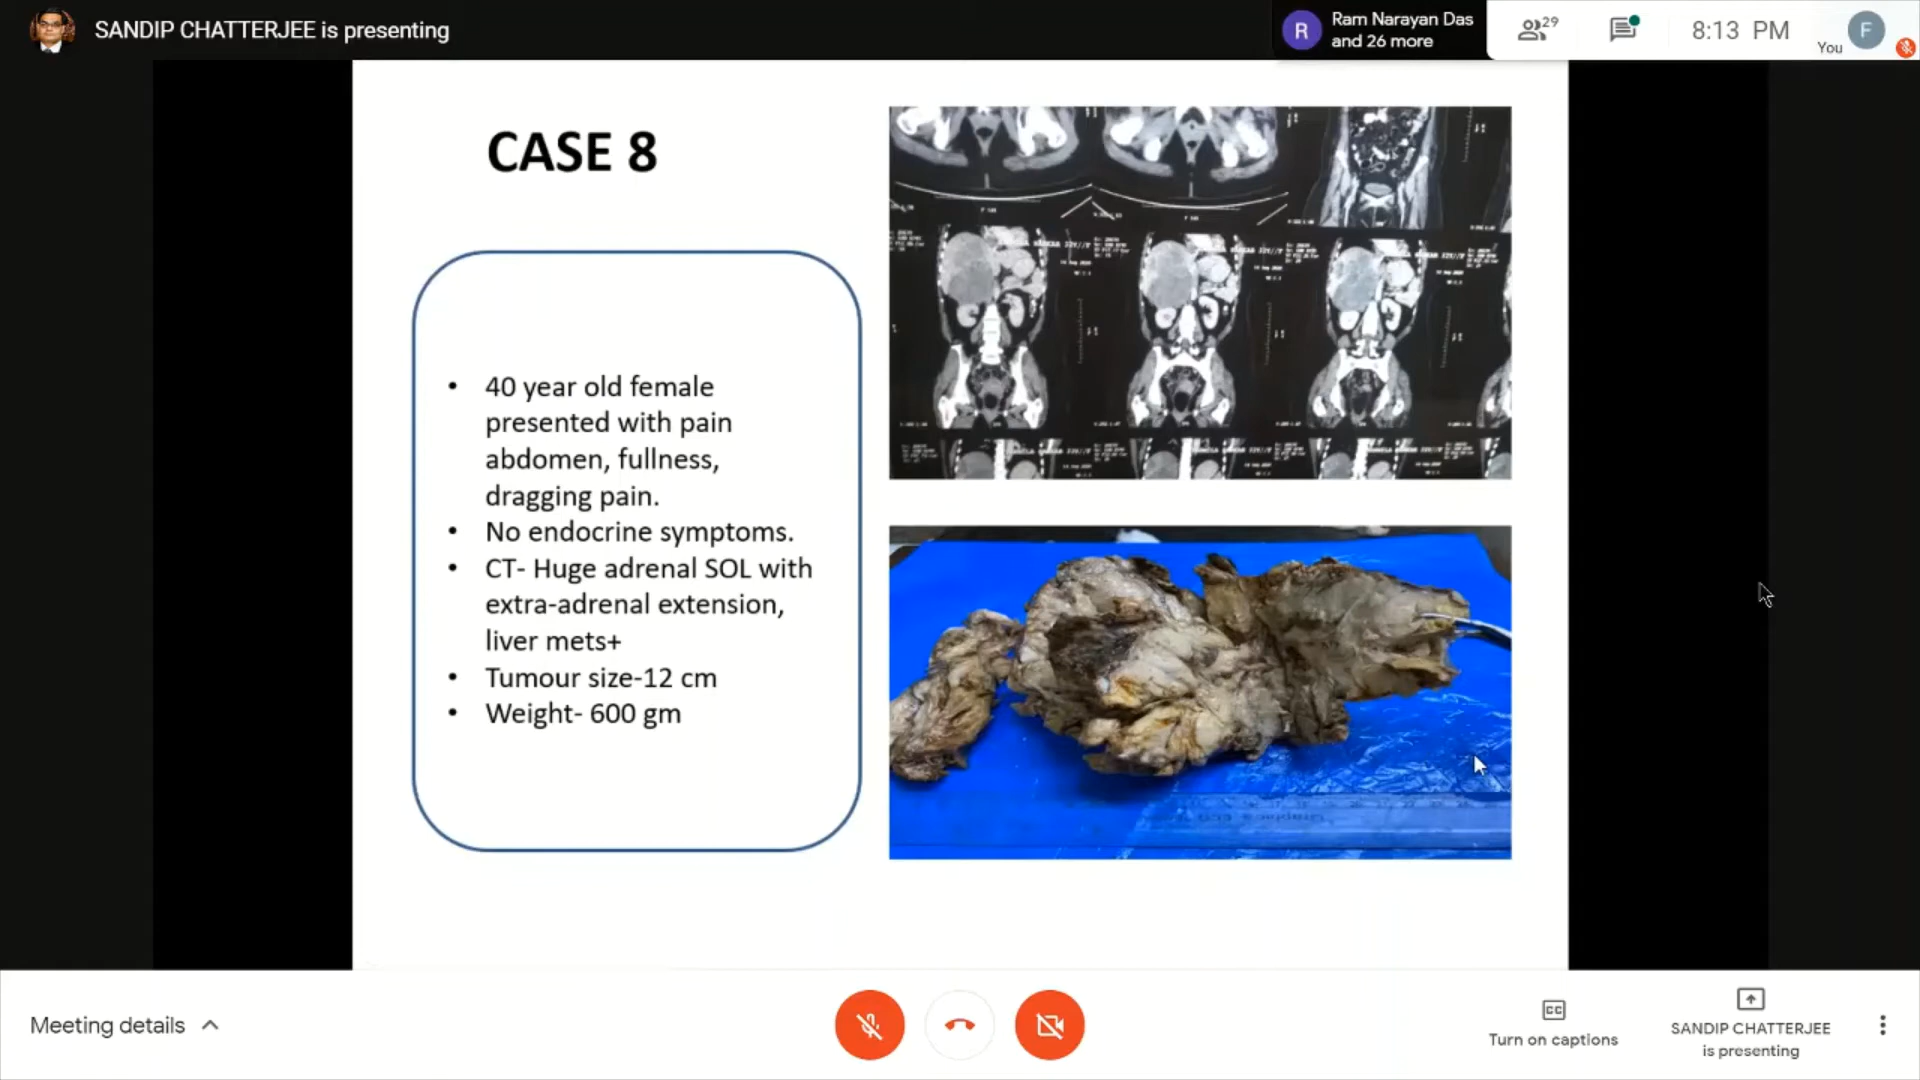 SANDIP CHATTERJEE is presenting
R
Ram Narayan Das
and 26 more
29
8:13 PM
You
F
CASE 8
• 40 year old female
presented with pain
abdomen, fullness,
dragging pain.
• No endocrine symptoms.
• CT- Huge adrenal SOL with
extra-adrenal extension,
liver mets+
• Tumour size-12 cm
• Weight- 600 gm
Meeting details
CC
Turn on captions
SANDIP CHATTERJEE
is presenting